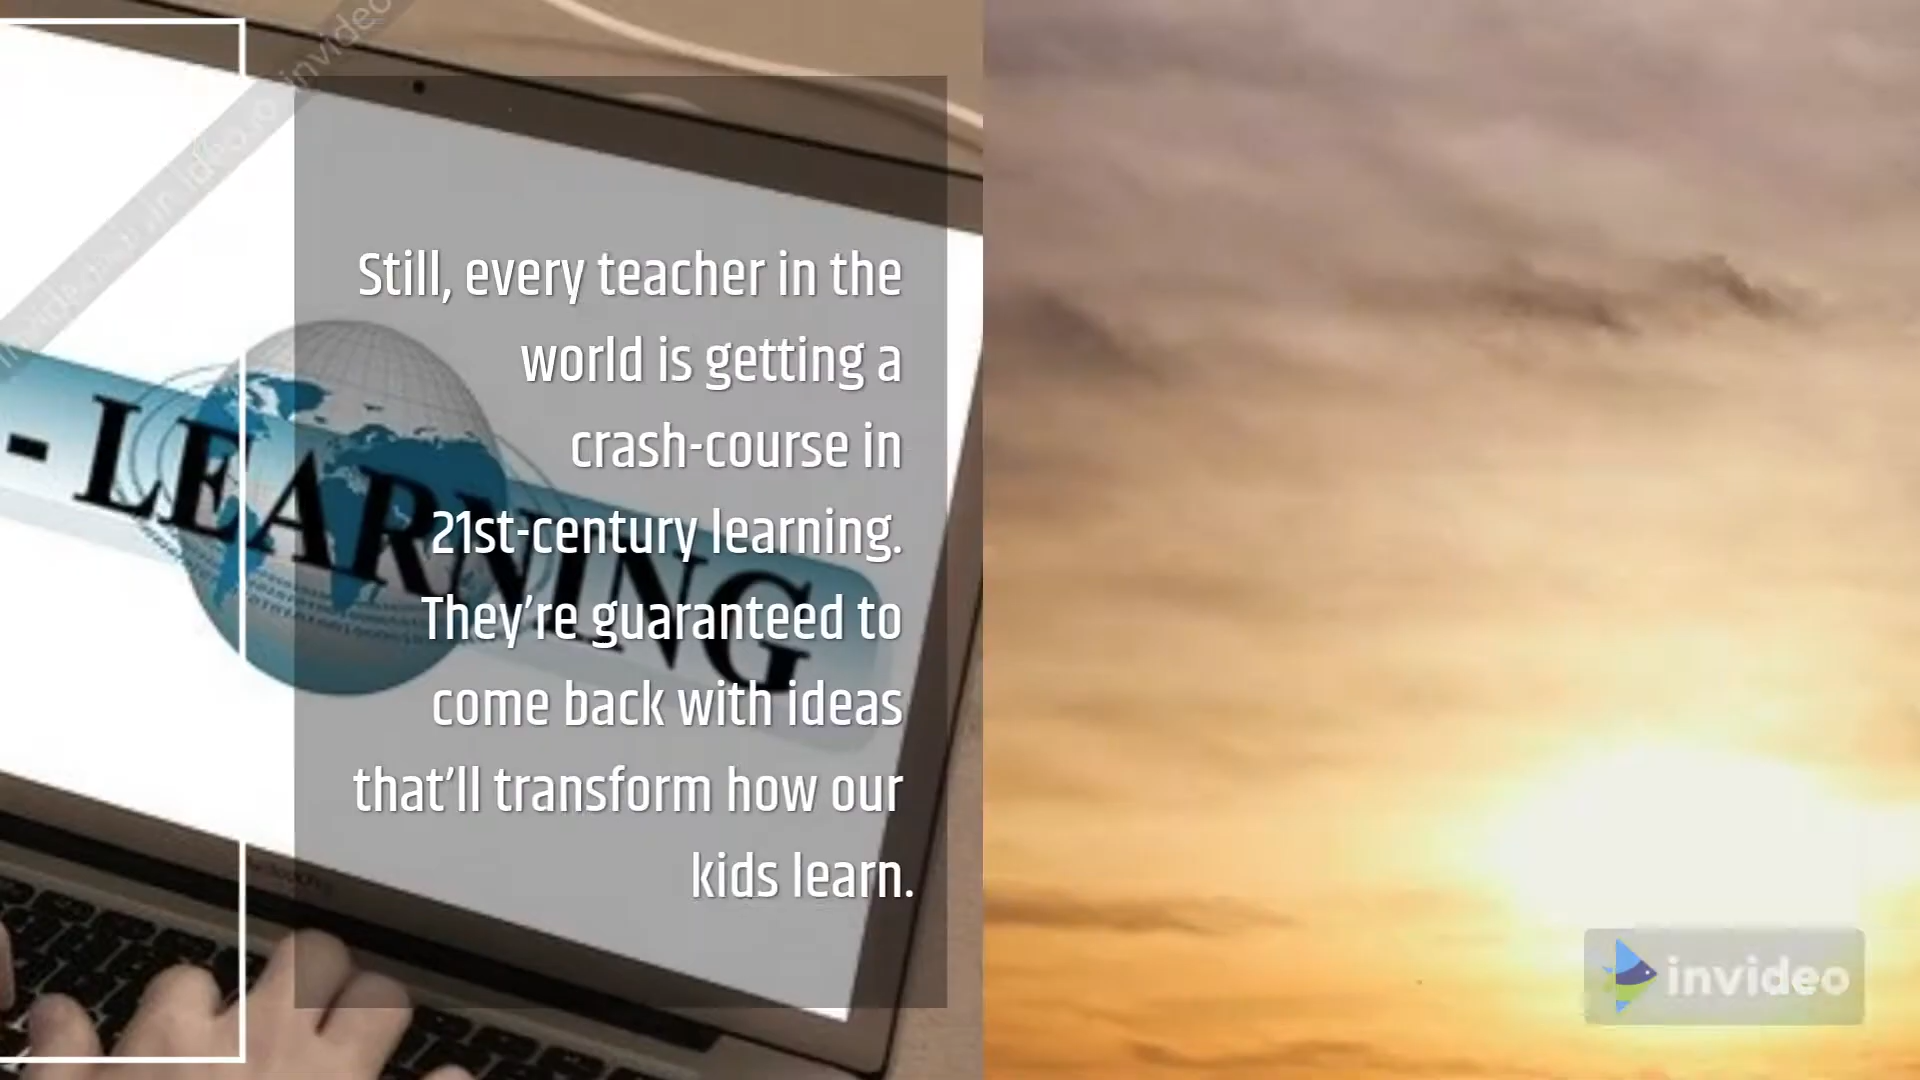 Still, every teacher in the
world is getting a
crash-course in
21st-century learning.
They’re guaranteed to
come back with ideas
that’ll transform how our
kids learn.
- LEARNING
invideo
invideo